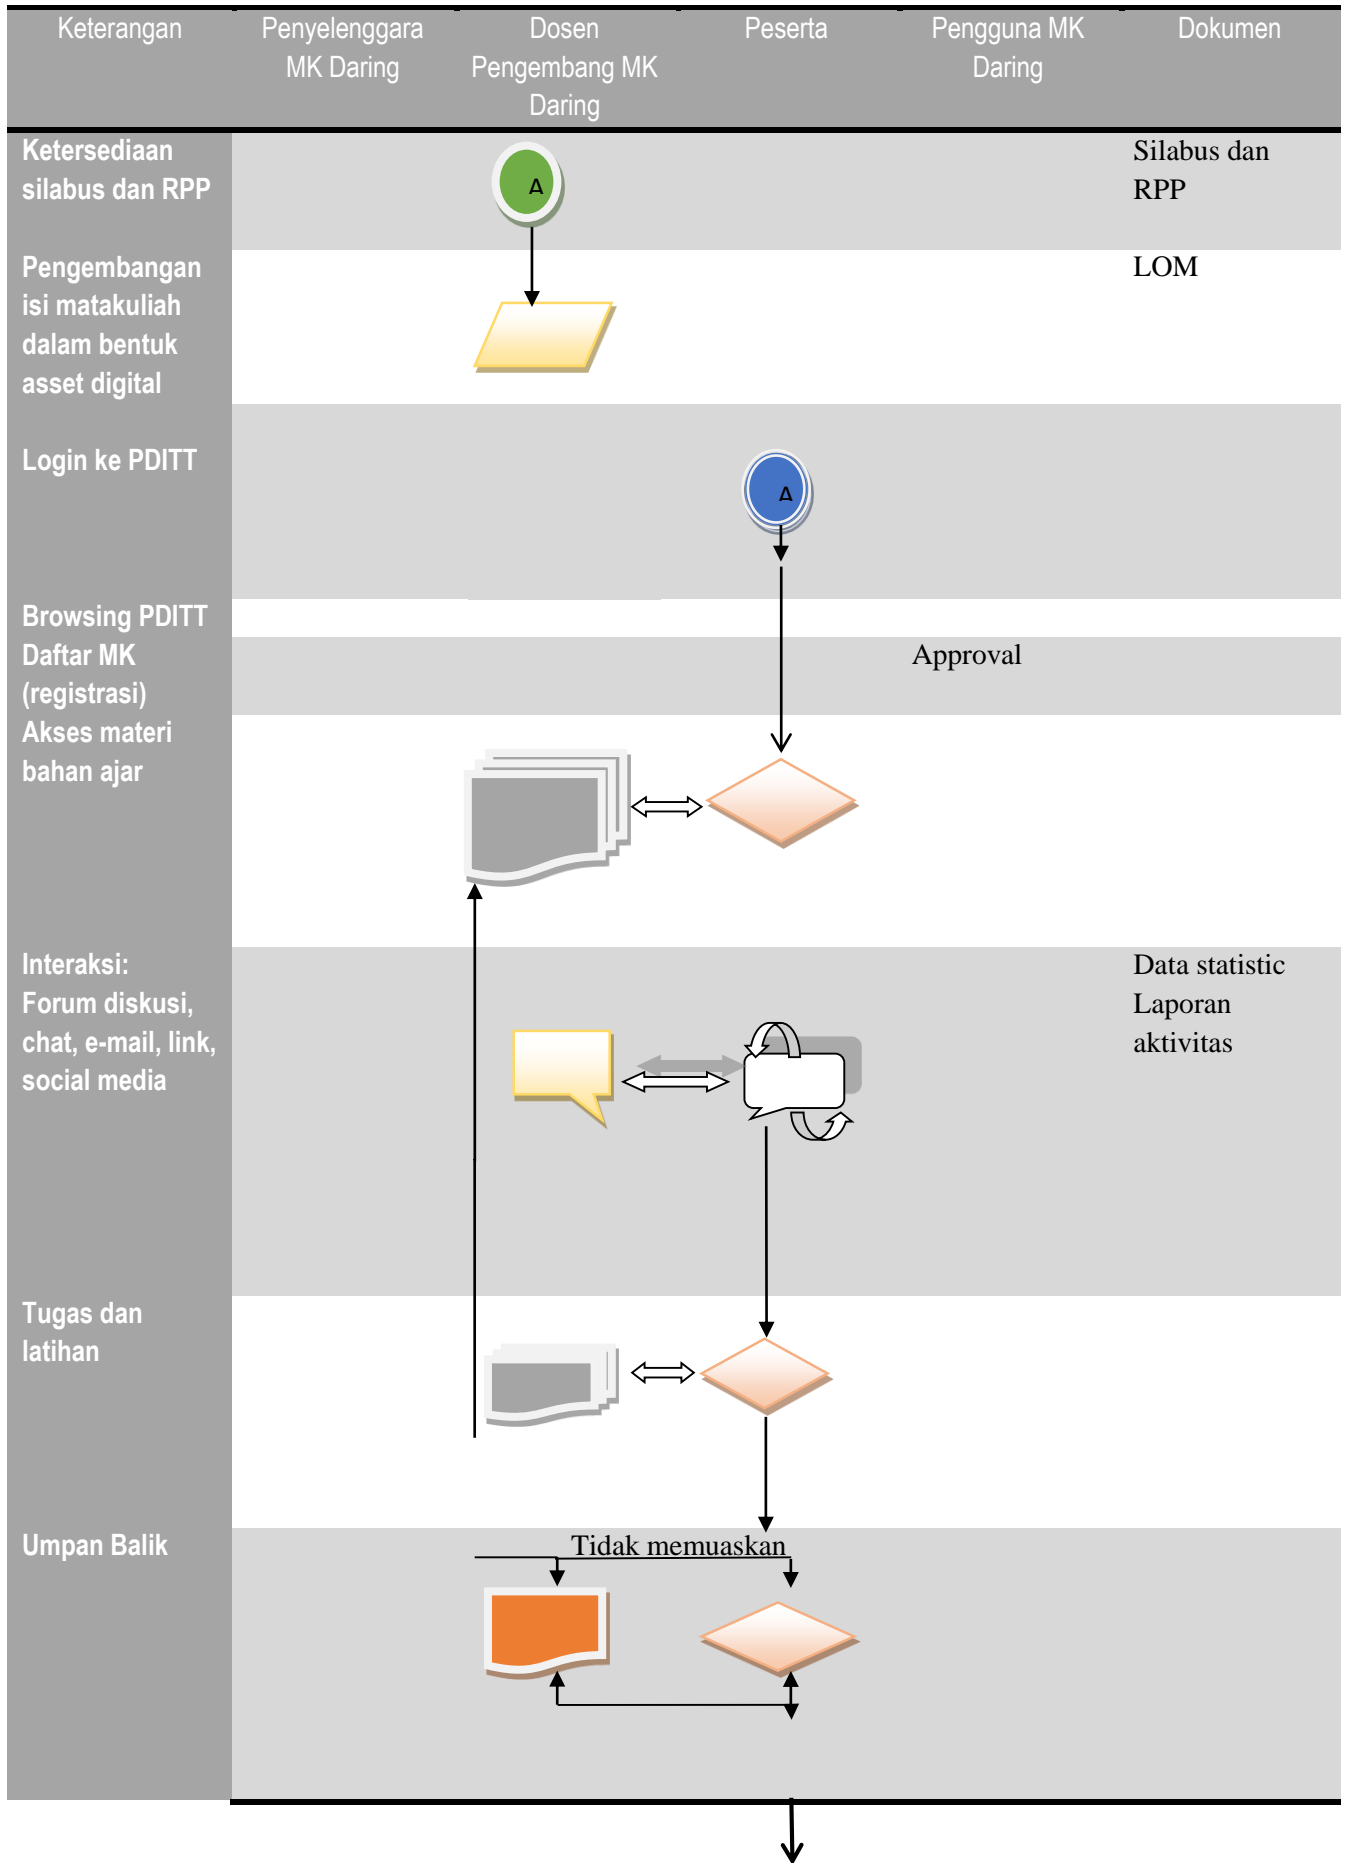 Keterangan
Penyelenggara
MK Daring
Dosen
Pengembang MK
Daring
Peserta
Pengguna MK
Daring
Dokumen
Ketersediaan
silabus dan RPP
A
Silabus dan
RPP
Pengembangan
isi matakuliah
dalam bentuk
asset digital
LOM
Login ke PDITT
A
Browsing PDITT
Daftar MK
(registrasi)
Approval
Akses materi
bahan ajar
Interaksi:
Forum diskusi,
chat, e-mail, link,
social media
Data statistic
Laporan
aktivitas
Tugas dan
latihan
Umpan Balik
Tidak memuaskan